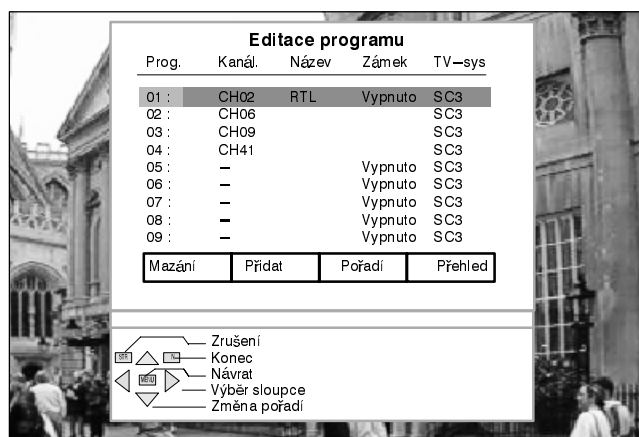 Editace programu
Prog. Kanál. Název Zámek TV–sys
01 : CH02 RTL Vypnuto SC3
02 : CH06 SC3
03 : CH09 SC3
04 : CH41 SC3
05 : – Vypnuto SC3
06 : – Vypnuto SC3
07 : – Vypnuto SC3
08 : – Vypnuto SC3
09 : – Vypnuto SC3
Mazání Přidat Pořadí Přehled
Zrušení
STR N Konec
MENU Návrat
Výběr sloupce
Změna pořadí